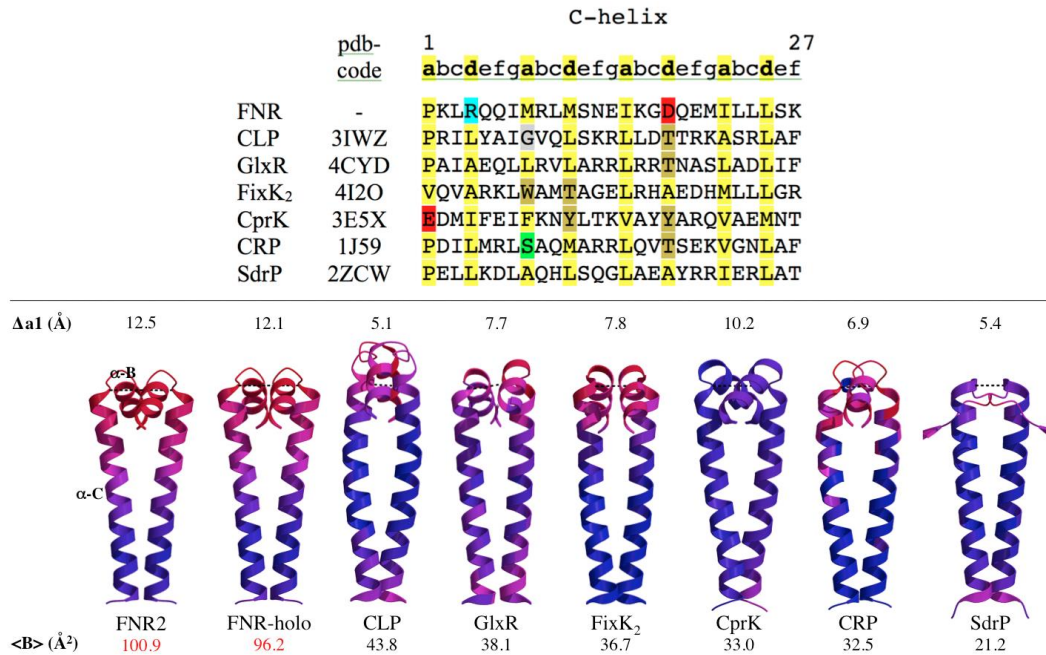 C-helix
pdb- 1 27
code abcdefgabcdefgabcdefgabcdef
FNR - PKLRQQIMRLMSNEIKGDQEMILLLSK
CLP 3IWZ PRILYAIGVQLSKRLLDTTRKASRLAF
GlxR 4CYD PAIAEQLLRVLARRLRRTNASLADLIF
FixK₂ 4I2O VQVARKLWAMTAGELRHAEDHMLLLGR
CprK 3E5X EDMIFEIFKNYLTKVAYYARQVAEMNT
CRP 1J59 PDILMRLSAQMARRLQVTSEKVGNLAF
SdrP 2ZCW PELLKDLAQHLSQGLAEAYRRIERLAT
Δa1 (Å) 12.5 12.1 5.1 7.7 7.8 10.2 6.9 5.4
α-B
α-C
FNR2 FNR-holo CLP GlxR FixK₂ CprK CRP SdrP
<B> (Å²) 100.9 96.2 43.8 38.1 36.7 33.0 32.5 21.2